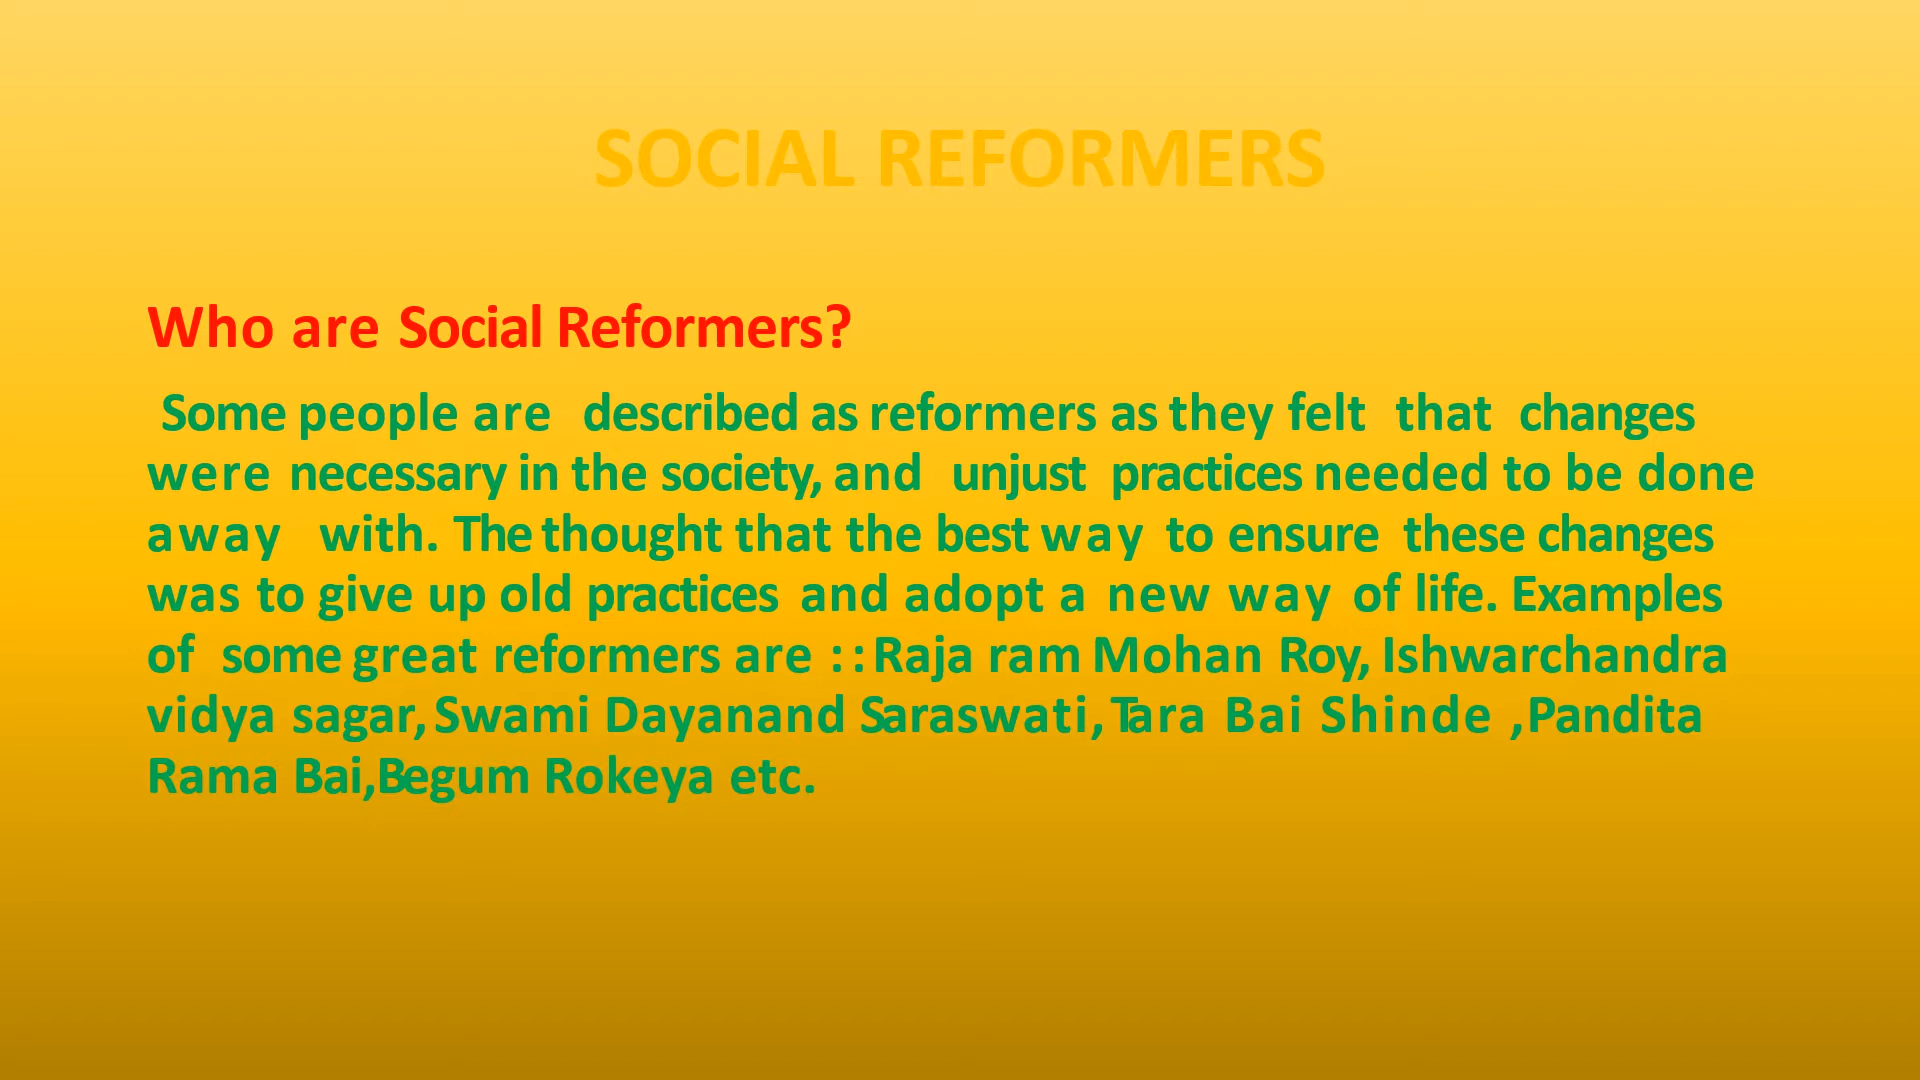 SOCIAL REFORMERS
Who are Social Reformers?
Some people are described as reformers as they felt that changes
were necessary in the society, and unjust practices needed to be done
away with. The thought that the best way to ensure these changes
was to give up old practices and adopt a new way of life. Examples
of some great reformers are ::Raja ram Mohan Roy, Ishwarchandra
vidya sagar, Swami Dayanand Saraswati,Tara Bai Shinde ,Pandita
Rama Bai,Begum Rokeya etc.